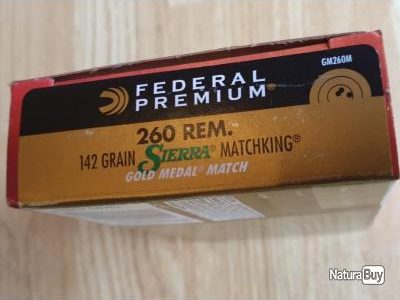 GM260M
FEDERAL
PREMIUM
260 REM.
142 GRAIN SIERRA® MATCHKING®
GOLD MEDAL® MATCH
NaturaBuy